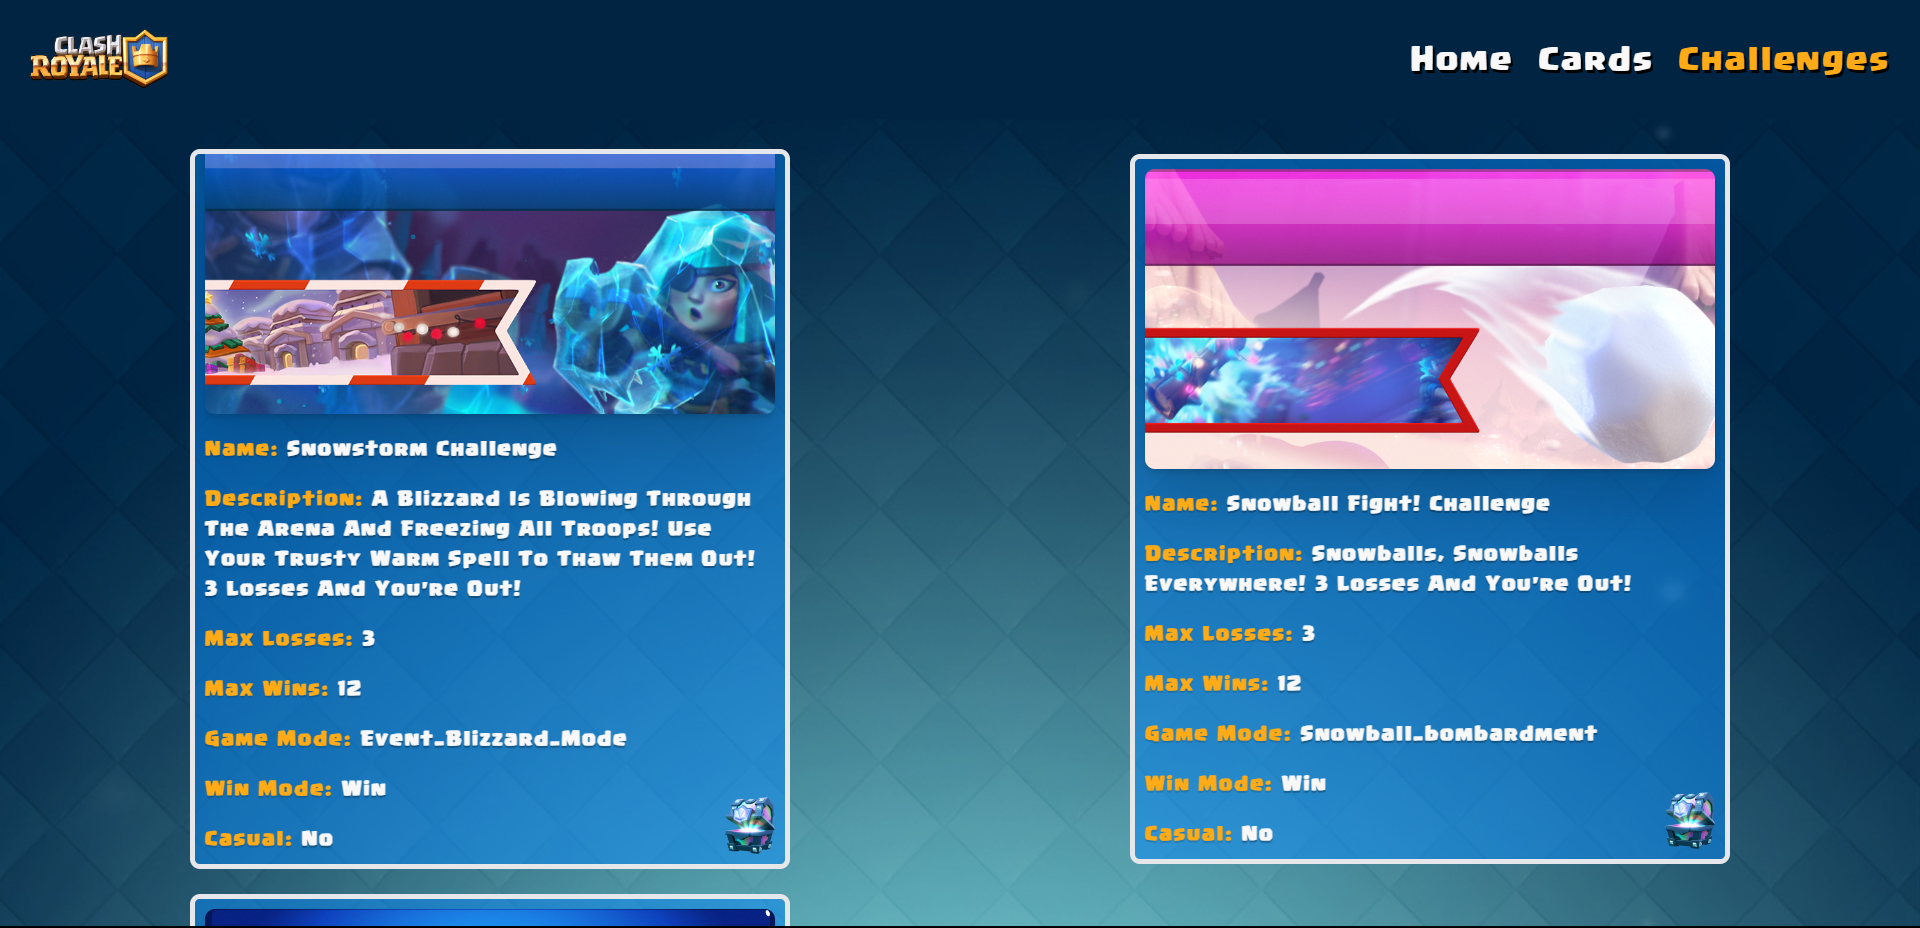 CLASH
ROYALE
Home Cards Challenges
Name: Snowstorm Challenge
Description: A Blizzard Is Blowing Through
The Arena And Freezing All Troops! Use
Your Trusty Warm Spell To Thaw Them Out!
3 Losses And You're Out!
Max Losses: 3
Max Wins: 12
Game Mode: Event_Blizzard_Mode
Win Mode: Win
Casual: No
Name: Snowball Fight! Challenge
Description: Snowballs, Snowballs
Everywhere! 3 Losses And You're Out!
Max Losses: 3
Max Wins: 12
Game Mode: Snowball_bombardment
Win Mode: Win
Casual: No